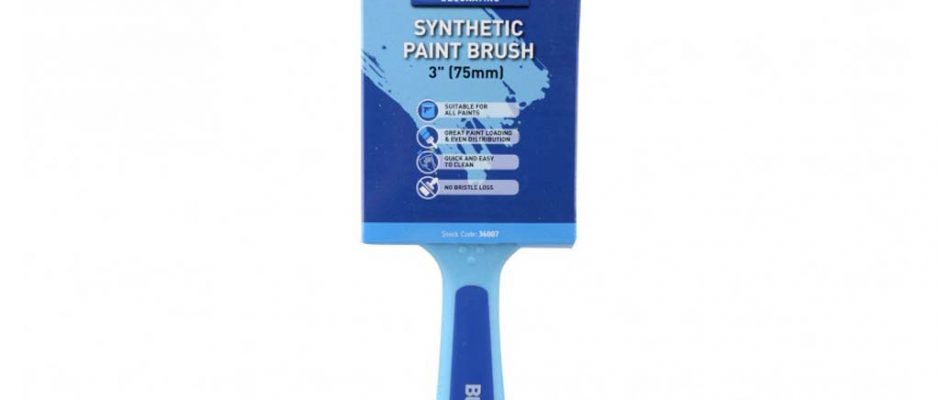 SYNTHETIC
PAINT BRUSH
3" (75mm)
SUITABLE FOR
ALL PAINTS
GREAT PAINT LOADING
& EVEN DISTRIBUTION
QUICK AND EASY
TO CLEAN
NO BRISTLE LOSS
Stock Code: 36007